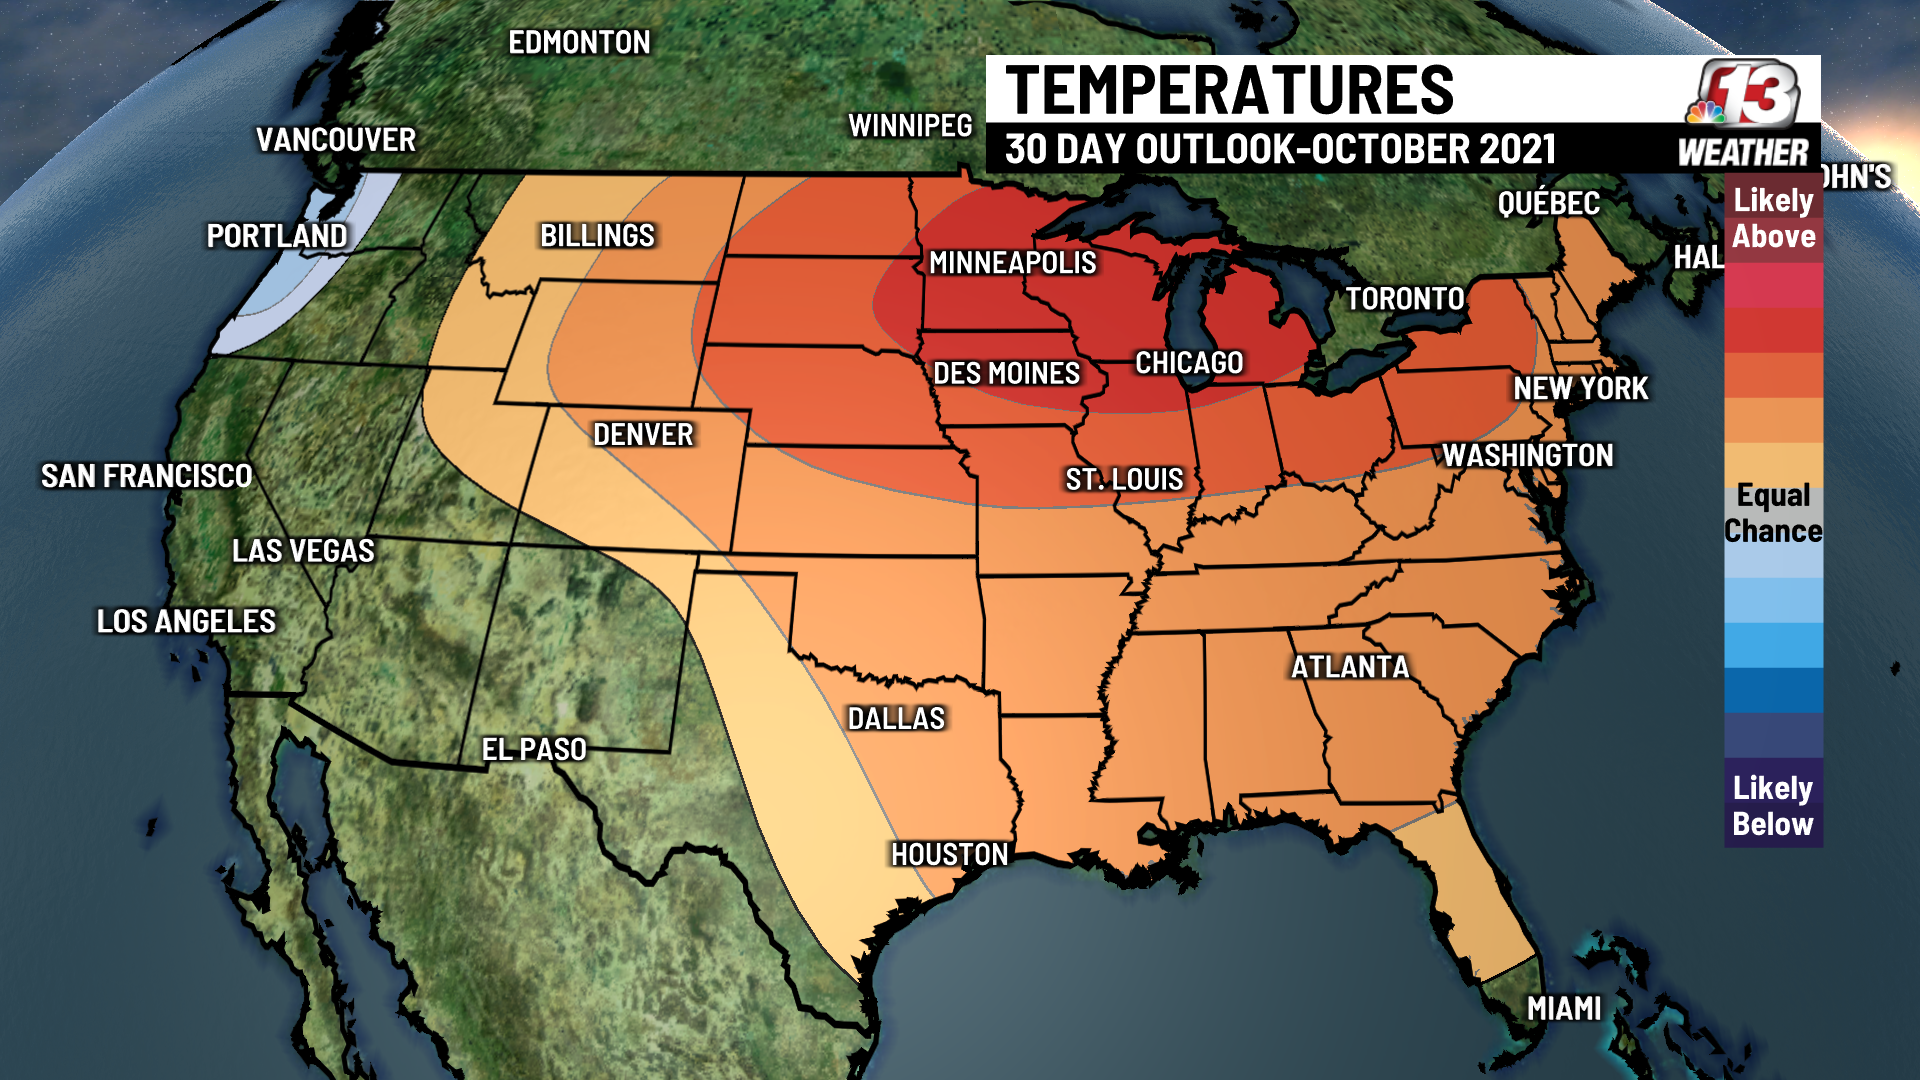 EDMONTON
TEMPERATURES
13
30 DAY OUTLOOK-OCTOBER 2021
WEATHER
VANCOUVER
WINNIPEG
OHN'S
QUÉBEC
Likely
Above
PORTLAND
BILLINGS
MINNEAPOLIS
HAL
TORONTO
DES MOINES
CHICAGO
NEW YORK
DENVER
WASHINGTON
SAN FRANCISCO
ST. LOUIS
Equal
Chance
LAS VEGAS
LOS ANGELES
ATLANTA
DALLAS
EL PASO
Likely
Below
HOUSTON
MIAMI